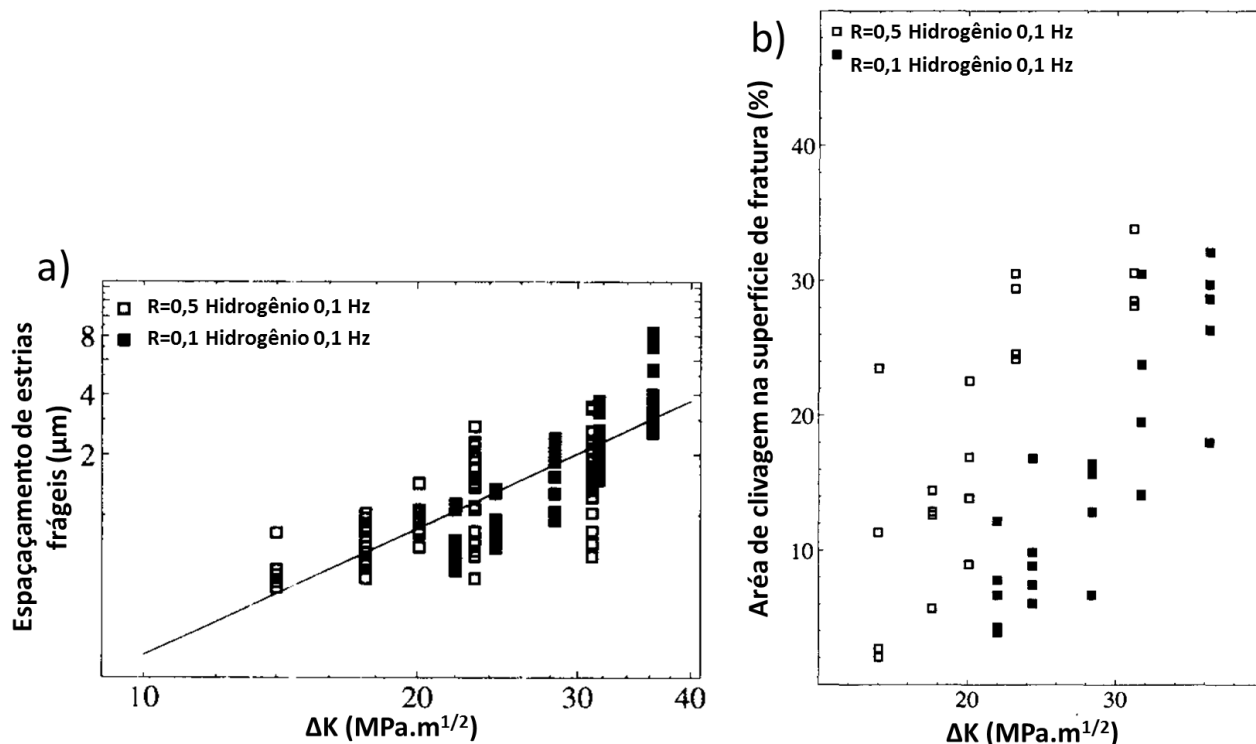 a)
R=0,5 Hidrogênio 0,1 Hz
R=0,1 Hidrogênio 0,1 Hz
Espaçaçamento de estrias
frágeis (μm)
8
4
2
10
20
30
40
ΔK (MPa.m1/2)
b)
R=0,5 Hidrogênio 0,1 Hz
R=0,1 Hidrogênio 0,1 Hz
Aréa de clivagem na superfície de fratura (%)
40
30
20
10
20
30
ΔK (MPa.m1/2)